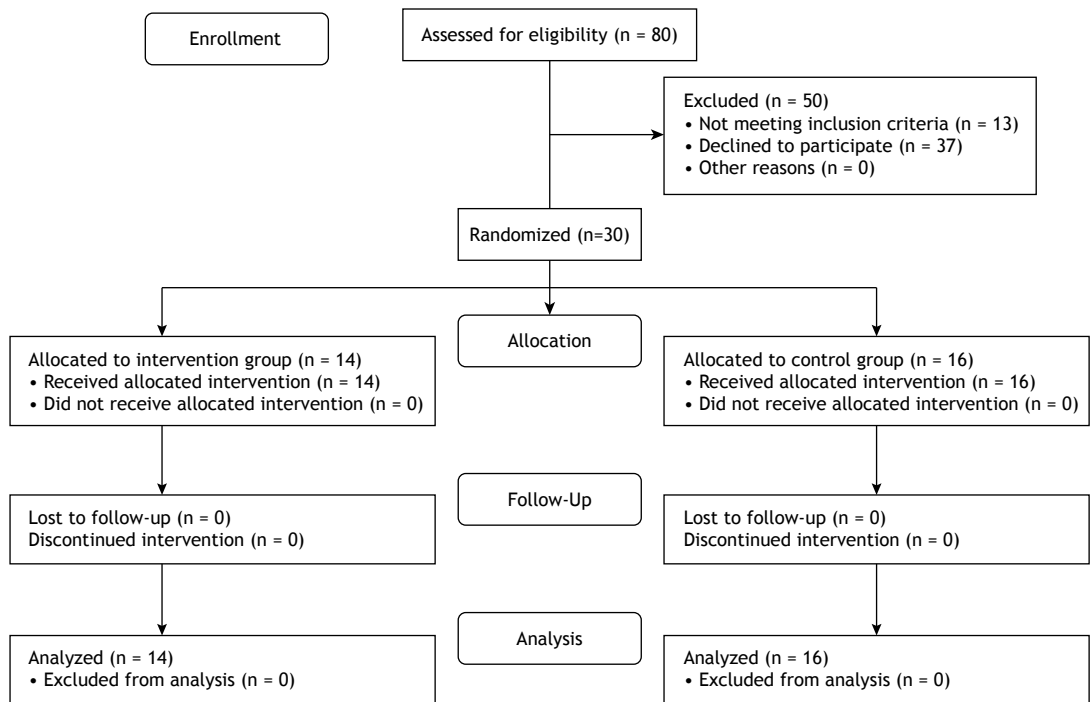 Enrollment
Assessed for eligibility (n = 80)
Excluded (n = 50)
• Not meeting inclusion criteria (n = 13)
• Declined to participate (n = 37)
• Other reasons (n = 0)
Randomized (n=30)
Allocation
Allocated to intervention group (n = 14)
• Received allocated intervention (n = 14)
• Did not receive allocated intervention (n = 0)
Allocated to control group (n = 16)
• Received allocated intervention (n = 16)
• Did not receive allocated intervention (n = 0)
Follow-Up
Lost to follow-up (n = 0)
Discontinued intervention (n = 0)
Lost to follow-up (n = 0)
Discontinued intervention (n = 0)
Analysis
Analyzed (n = 14)
• Excluded from analysis (n = 0)
Analyzed (n = 16)
• Excluded from analysis (n = 0)